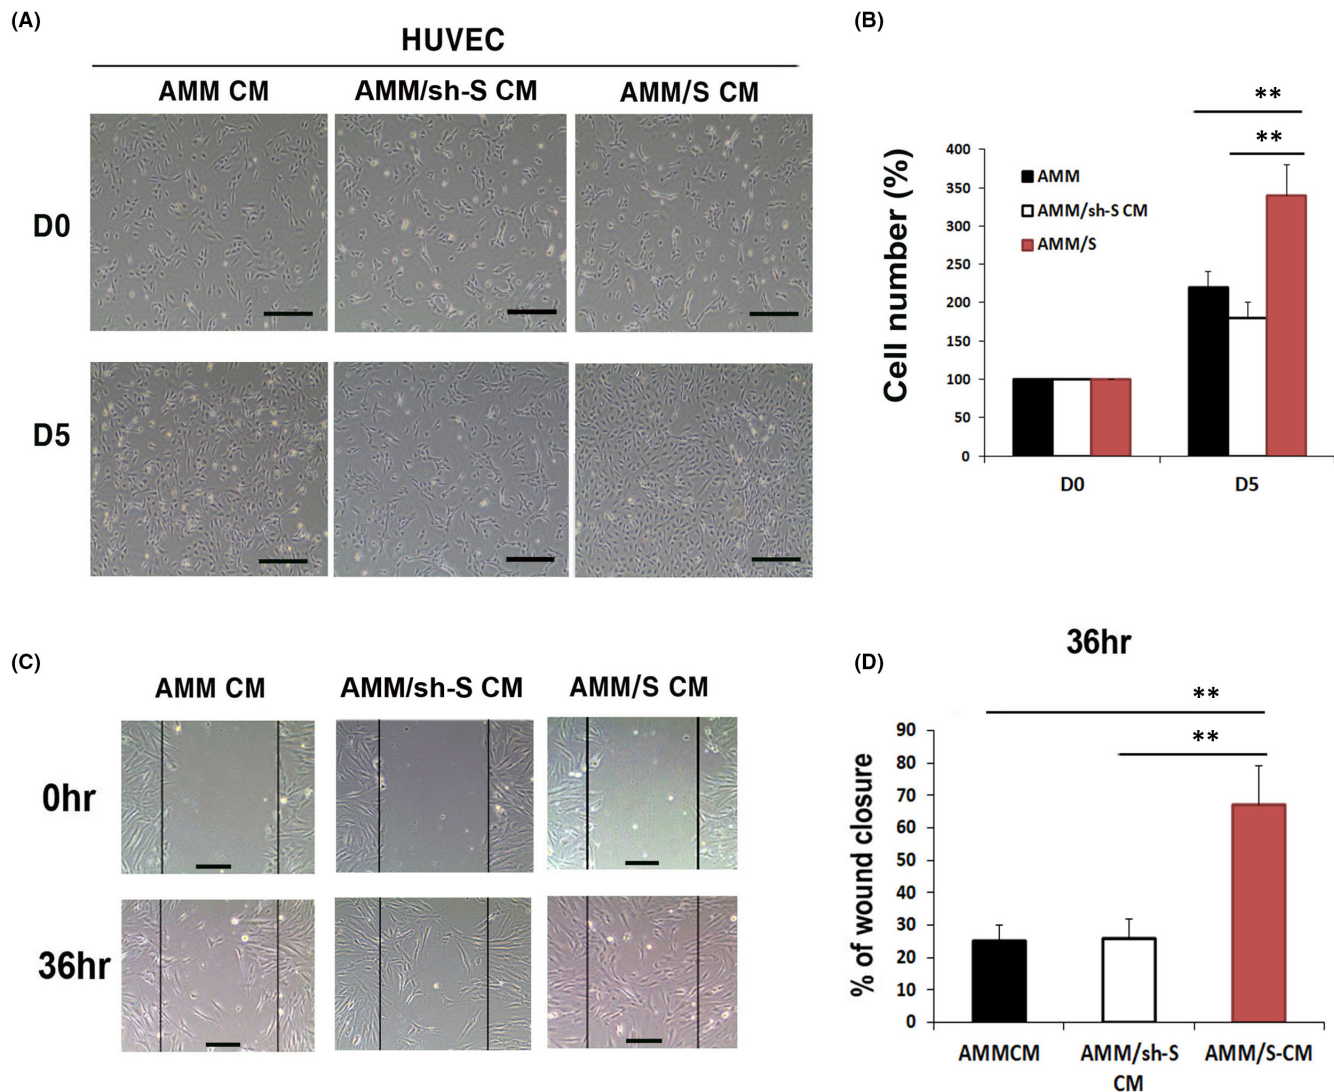 (A)
HUVEC
AMM CM AMM/sh-S CM AMM/S CM
D0
D5
(B)
**
**
Cell number (%)
400
350
300
250
200
150
100
50
0
AMM
AMM/sh-S CM
AMM/S
D0 D5
(C)
AMM CM AMM/sh-S CM AMM/S CM
0hr
36hr
(D)
36hr
**
**
% of wound closure
90
80
70
60
50
40
30
20
10
0
AMMCM AMM/sh-S CM AMM/S-CM